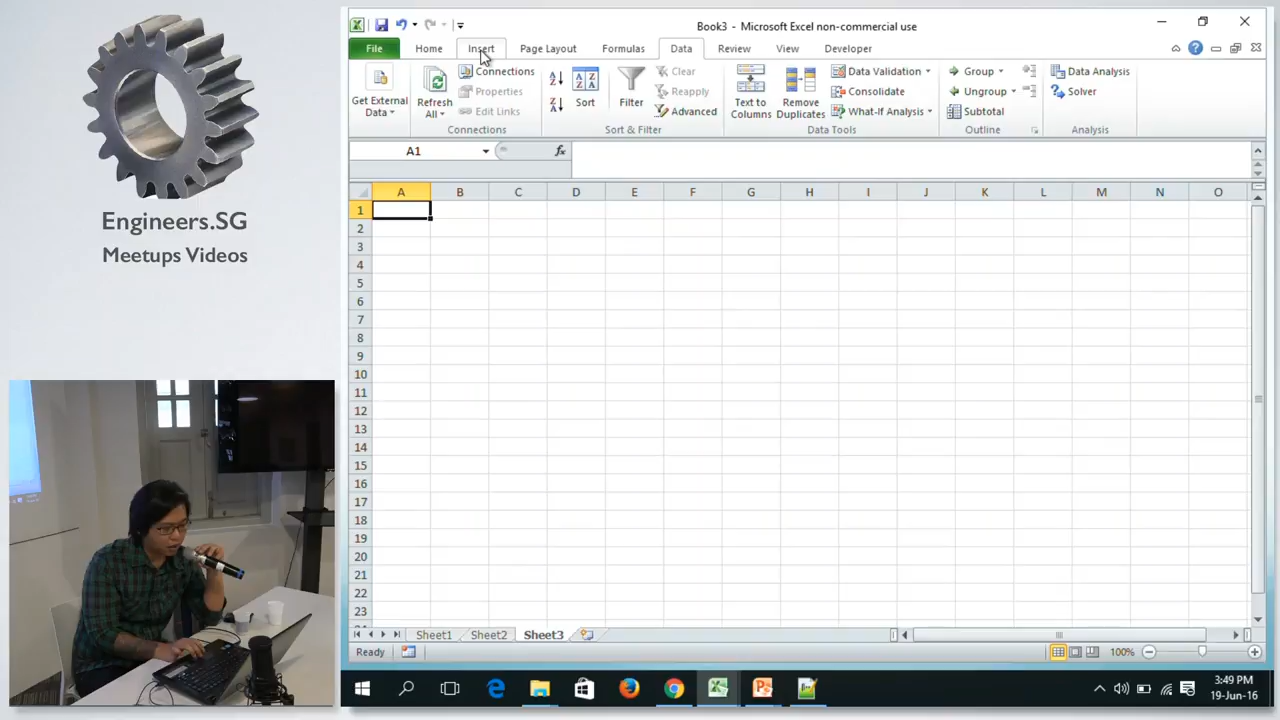 Engineers.SG
Meetups Videos
Book3 - Microsoft Excel non-commercial use
File Home Insert Page Layout Formulas Data Review View Developer
Get External Data
Refresh All
Connections
Properties
Edit Links
Connections
Sort
Filter
Clear
Reapply
Advanced
Sort & Filter
Text to Columns
Remove Duplicates
Data Validation
Consolidate
What-If Analysis
Data Tools
Group
Ungroup
Subtotal
Outline
Data Analysis
Solver
Analysis
A1 fx
A B C D E F G H I J K L M N O
1
2
3
4
5
6
7
8
9
10
11
12
13
14
15
16
17
18
19
20
21
22
23
Sheet1 Sheet2 Sheet3
Ready 100%
3:49 PM
19-Jun-16